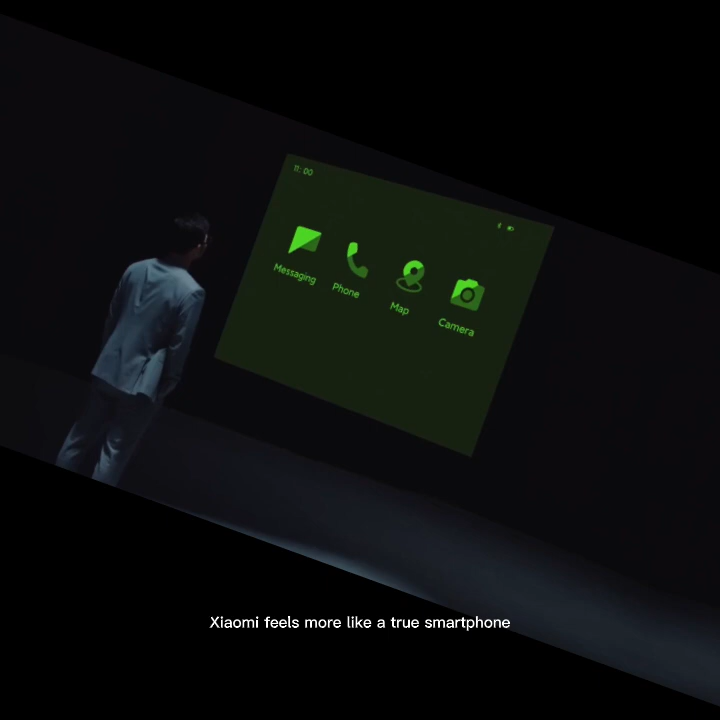 11:00
Messaging
Phone
Map
Camera
Xiaomi feels more like a true smartphone